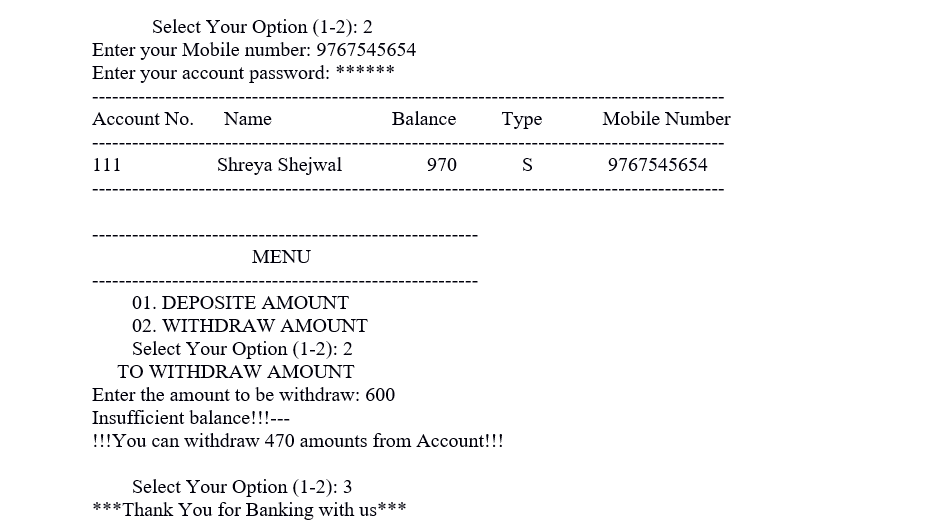 Select Your Option (1-2): 2
Enter your Mobile number: 9767545654
Enter your account password: ******
-----------------------------------------------------------------------------------------------
Account No. Name Balance Type Mobile Number
-----------------------------------------------------------------------------------------------
111 Shreya Shejwal 970 S 9767545654
-----------------------------------------------------------------------------------------------
----------------------------------------------------------
MENU
----------------------------------------------------------
01. DEPOSITE AMOUNT
02. WITHDRAW AMOUNT
Select Your Option (1-2): 2
TO WITHDRAW AMOUNT
Enter the amount to be withdraw: 600
Insufficient balance!!!---
!!!You can withdraw 470 amounts from Account!!!
Select Your Option (1-2): 3
***Thank You for Banking with us***